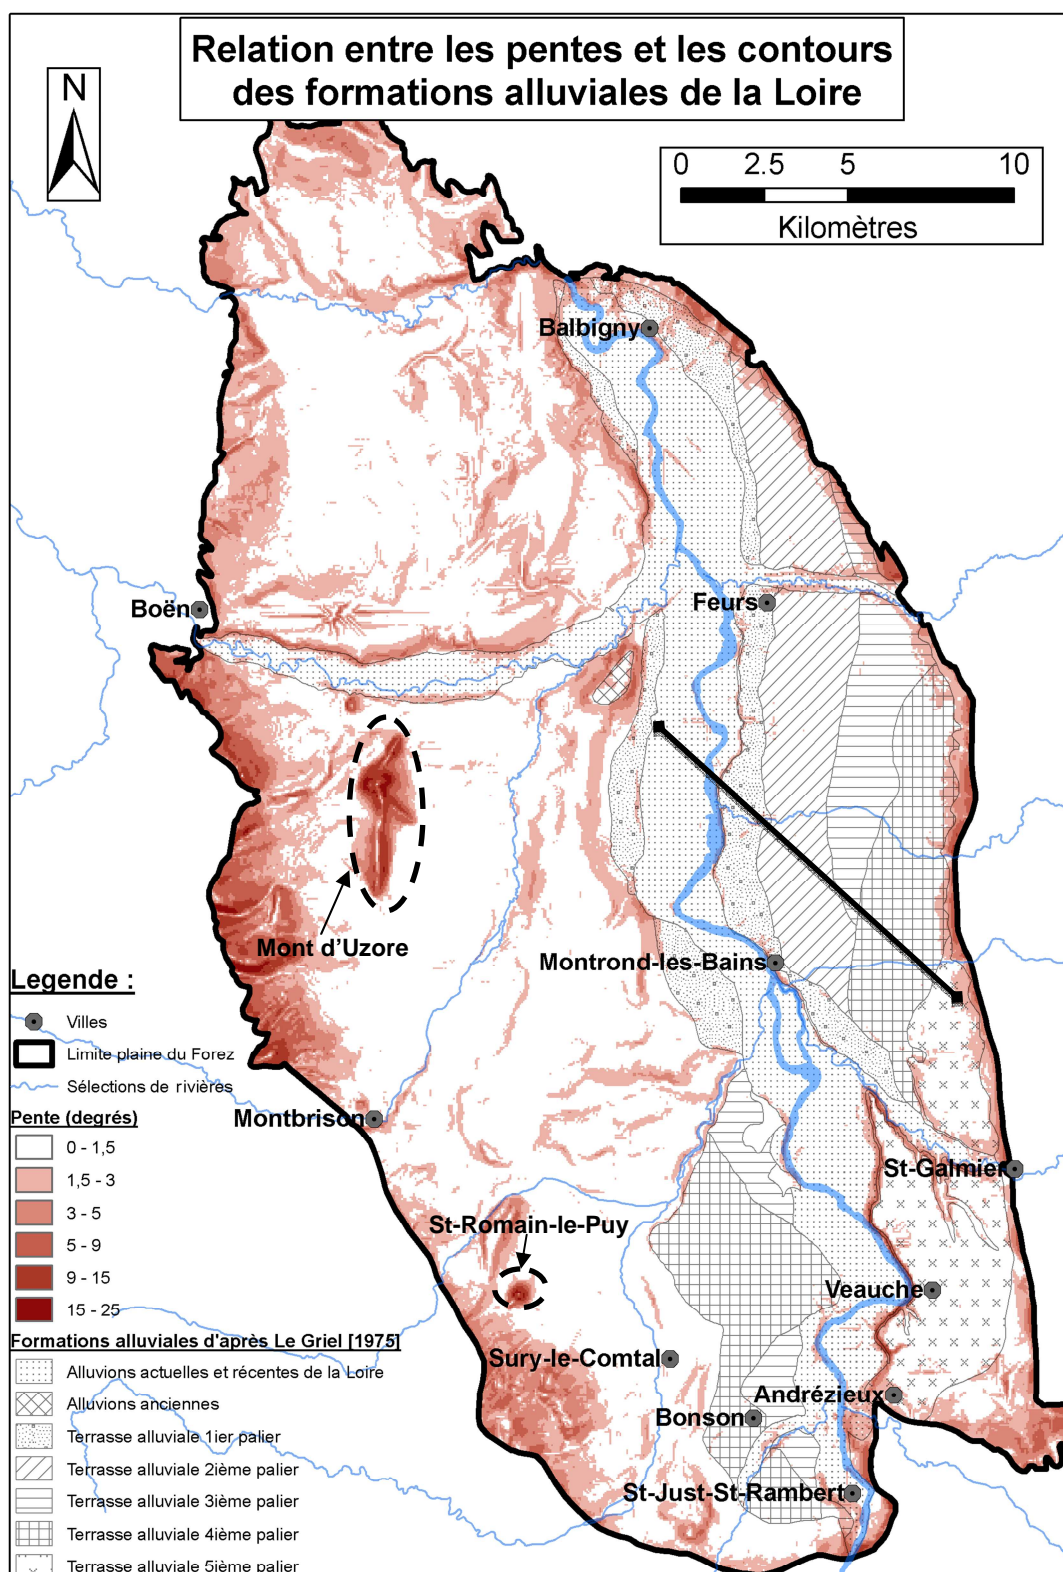 Relation entre les pentes et les contours
des formations alluviales de la Loire
N
0 2.5 5 10
Kilomètres
Balbigny
Boën
Feurs
Mont d'Uzore
Montrond-les-Bains
Montbrison
St-Galmier
St-Romain-le-Puy
Veauche
Sury-le-Comtal
Andrézieux
Bonson
St-Just-St-Rambert
Legende :
Villes
Limite plaine du Forez
Sélections de rivières
Pente (degrés)
0 - 1,5
1,5 - 3
3 - 5
5 - 9
9 - 15
15 - 25
Formations alluviales d'après Le Griel [1975]
Alluvions actuelles et récentes de la Loire
Alluvions anciennes
Terrasse alluviale 1ier palier
Terrasse alluviale 2ième palier
Terrasse alluviale 3ième palier
Terrasse alluviale 4ième palier
Terrasse alluviale 5ième palier